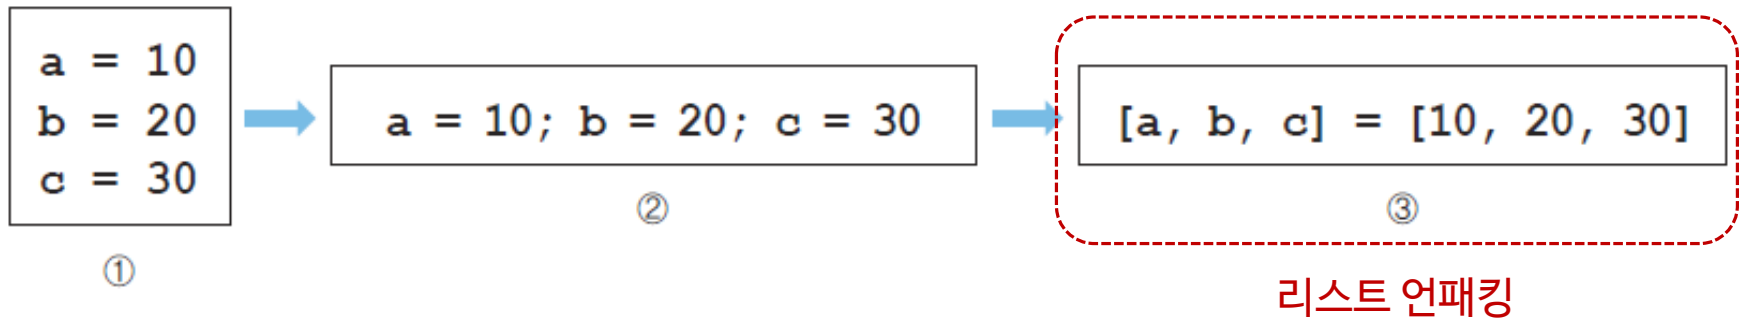 a = 10
b = 20
c = 30
①
a = 10; b = 20; c = 30
②
[a, b, c] = [10, 20, 30]
③
리스트 언패킹